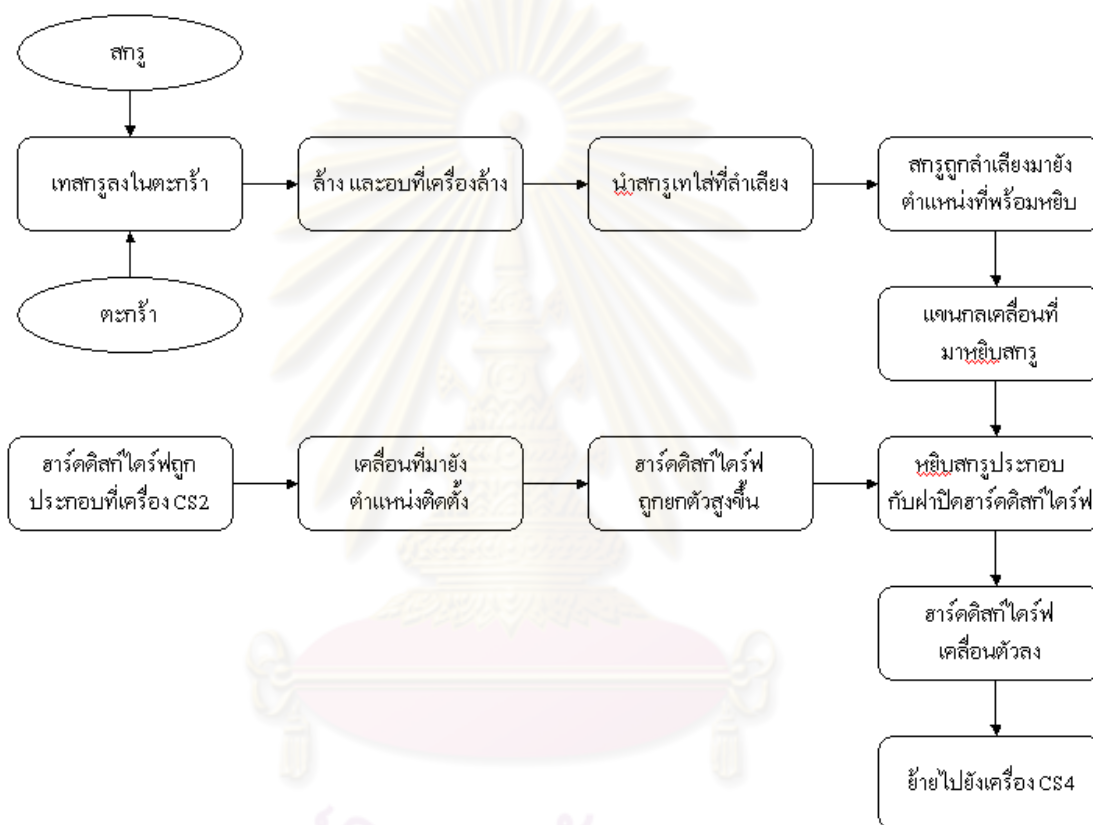 สกรู
เทสกรูลงในตะกร้า
ล้าง และอบที่เครื่องล้าง
นำสกรูเทใส่ที่ลำเลียง
สกรูถูกลำเลียงมายัง
ตำแหน่งที่พร้อมหยิบ
ตะกร้า
แขนกลเคลื่อนที่
มาหยิบสกรู
ฮาร์ดดิสก์ไดร์ฟถูก
ประกอบที่เครื่อง CS2
เคลื่อนที่มายัง
ตำแหน่งติดตั้ง
ฮาร์ดดิสก์ไดร์ฟ
ถูกยกตัวสูงขึ้น
หยิบสกรูประกอบ
กับฝาปิดฮาร์ดดิสก์ไดร์ฟ
ฮาร์ดดิสก์ไดร์ฟ
เคลื่อนตัวลง
ย้ายไปยังเครื่อง CS4